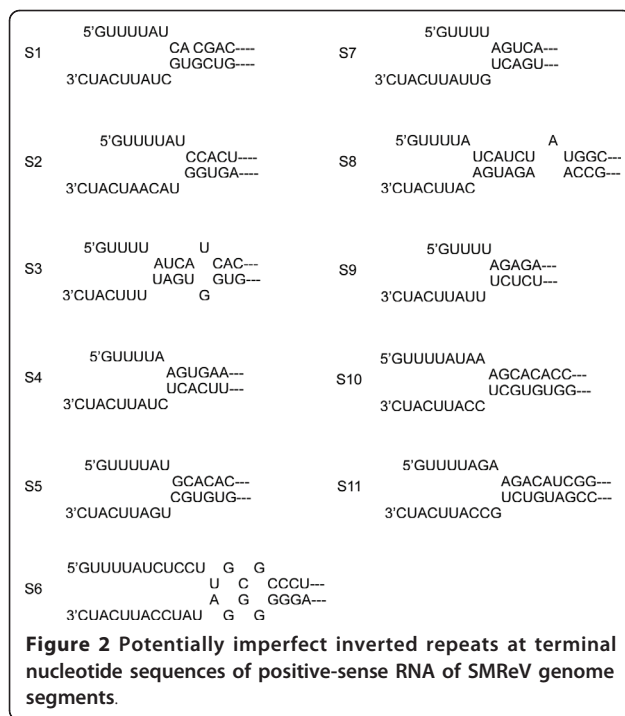 5'GUUUUAU
S1
CA CGAC----
GUGCUG----
3'CUACUUAUC
5'GUUUUAU
S2
CCACU----
GGUGA----
3'CUACUAACAU
5'GUUUU U
S3
AUCA CAC---
UAGU GUG---
3'CUACUUU G
5'GUUUUA
S4
AGUGAA---
UCACUU---
3'CUACUUAUC
5'GUUUUAU
S5
GCACAC---
CGUGUG---
3'CUACUUAGU
5'GUUUUAUCUCCU G G
S6
U C CCCU---
A G GGGA---
3'CUACUUACCUAU G G
5'GUUUU
S7
AGUCA---
UCAGU---
3'CUACUUAUUG
5'GUUUUA A
S8
UCAUCU UGGC---
AGUAGA ACCG---
3'CUACUUAC
5'GUUUU
S9
AGAGA---
UCUCU---
3'CUACUUAUU
5'GUUUUAUAA
S10
AGCACACC---
UCGUGUGG---
3'CUACUUACC
5'GUUUUAGA
S11
AGACAUCGG---
UCUGUAGCC---
3'CUACUUACCG
Figure 2 Potentially imperfect inverted repeats at terminal
nucleotide sequences of positive-sense RNA of SMReV genome
segments.